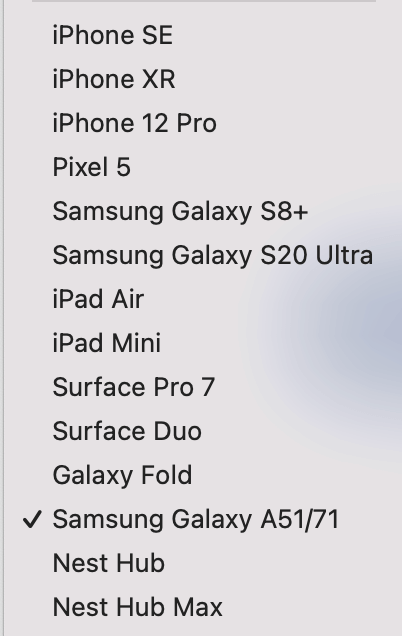 iPhone SE
iPhone XR
iPhone 12 Pro
Pixel 5
Samsung Galaxy S8+
Samsung Galaxy S20 Ultra
iPad Air
iPad Mini
Surface Pro 7
Surface Duo
Galaxy Fold
✓ Samsung Galaxy A51/71
Nest Hub
Nest Hub Max